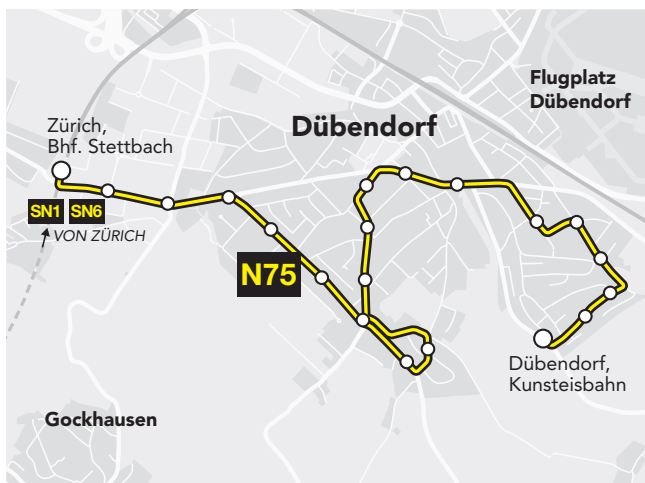 Flugplatz
Dübendorf
Zürich,
Bhf. Stettbach
Dübendorf
SN1 SN6
VON ZÜRICH
N75
Dübendorf,
Kunsteisbahn
Gockhausen